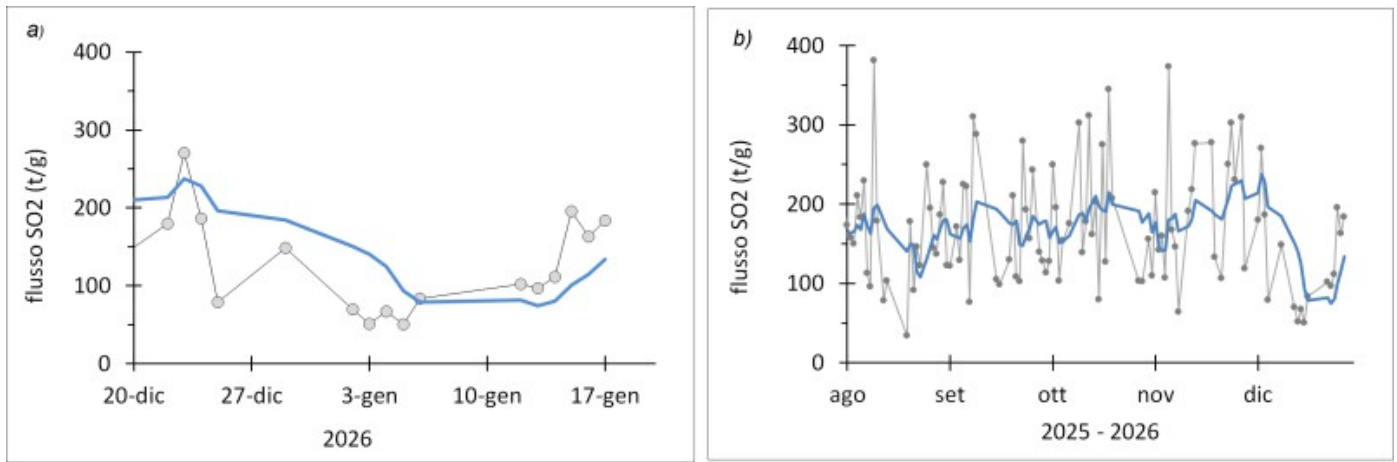 a)
400
300
200
100
0
flusso SO2 (t/g)
20-dic 27-dic 3-gen 10-gen 17-gen
2026
b)
400
300
200
100
0
flusso SO2 (t/g)
ago set ott nov dic
2025 - 2026